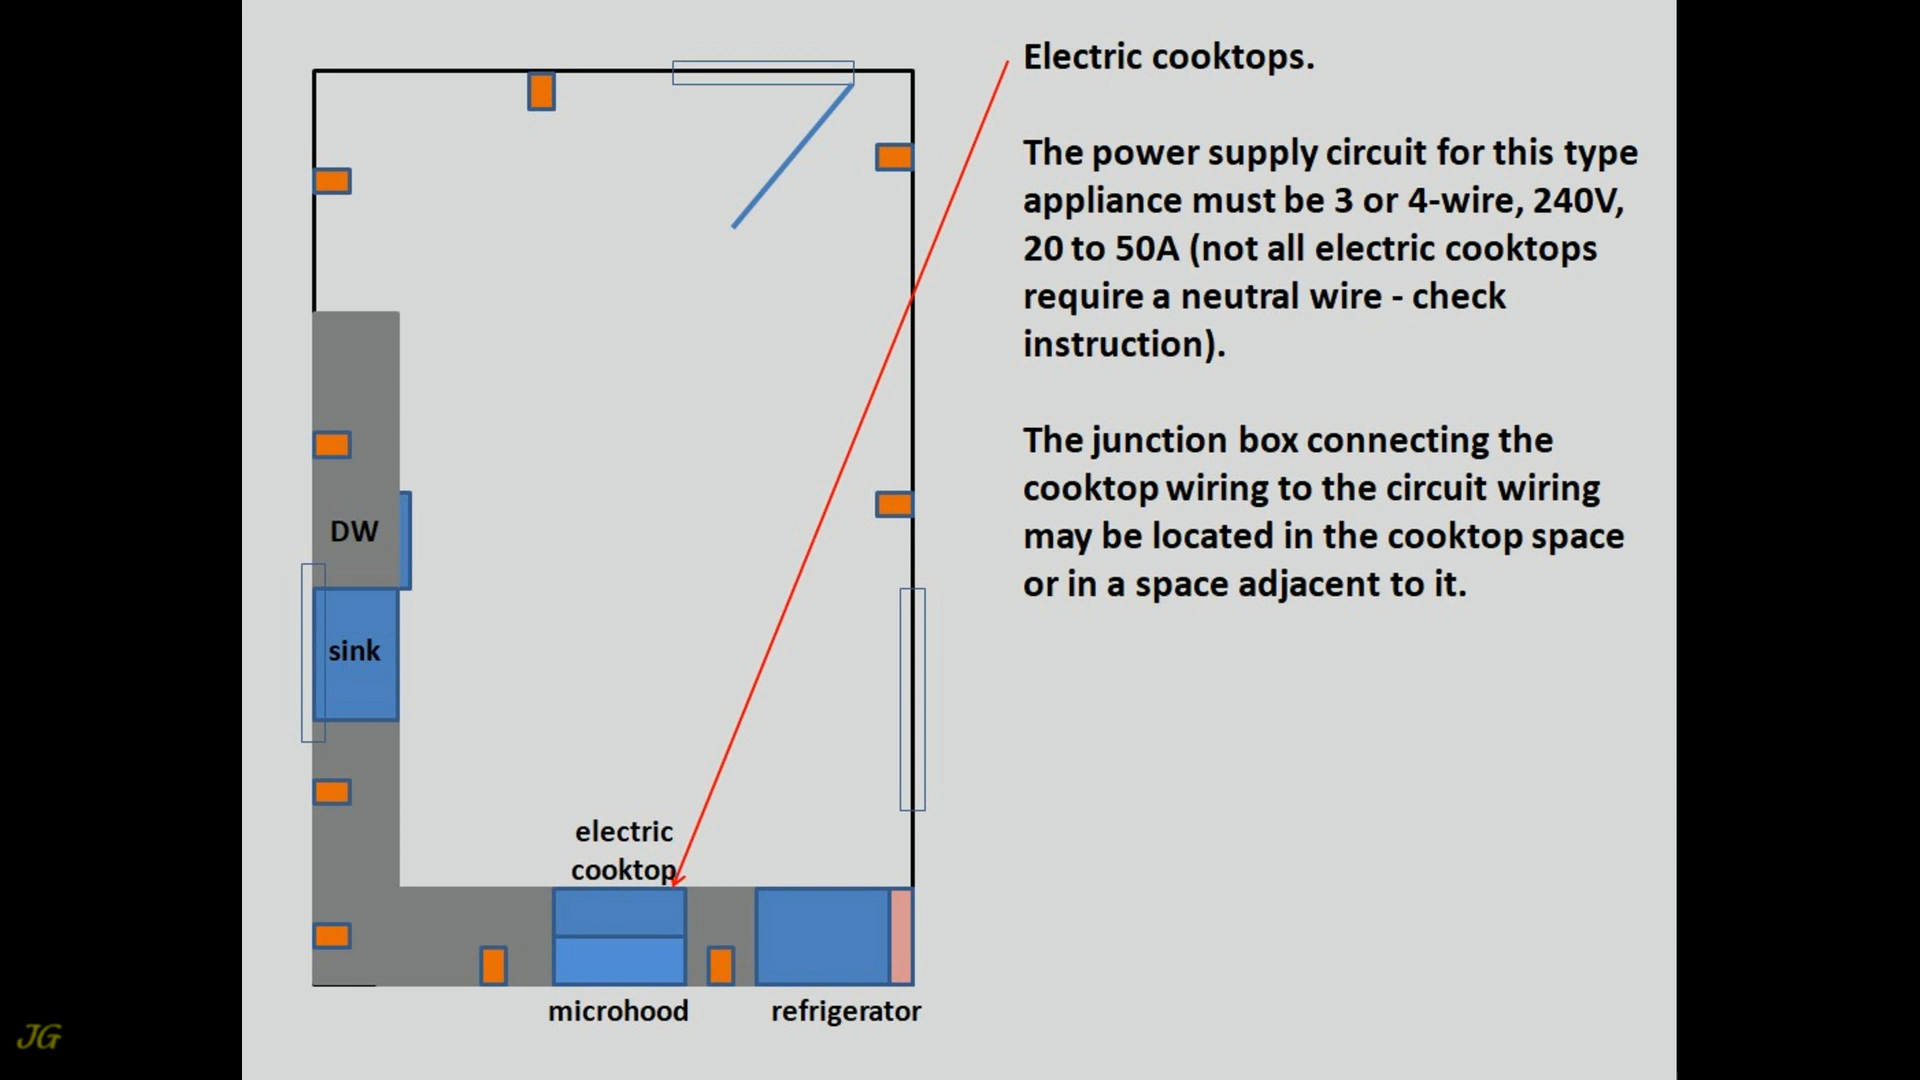 Electric cooktops.
The power supply circuit for this type
appliance must be 3 or 4-wire, 240V,
20 to 50A (not all electric cooktops
require a neutral wire - check
instruction).
The junction box connecting the
cooktop wiring to the circuit wiring
may be located in the cooktop space
or in a space adjacent to it.
DW
sink
electric
cooktop
microhood
refrigerator
JG